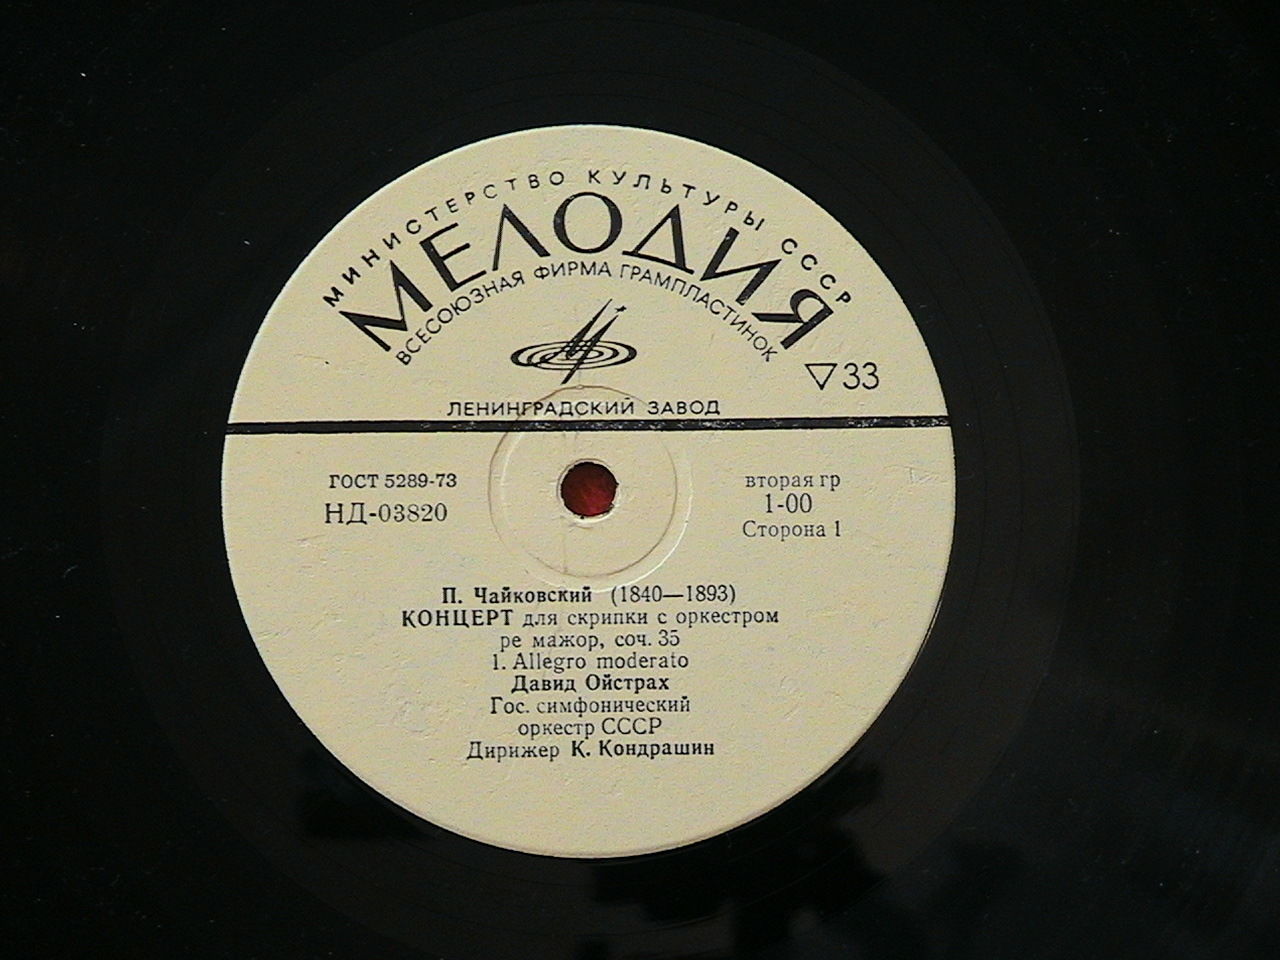 МИНИСТЕРСТВО КУЛЬТУРЫ СССР
МЕЛОДИЯ
ВСЕСОЮЗНАЯ ФИРМА ГРАМПЛАСТИНОК
▽33
ЛЕНИНГРАДСКИЙ ЗАВОД
ГОСТ 5289-73
НД-03820
вторая гр
1-00
Сторона 1
П. Чайковский (1840—1893)
КОНЦЕРТ для скрипки с оркестром
ре мажор, соч. 35
1. Allegro moderato
Давид Ойстрах
Гос. симфонический
оркестр СССР
Дирижер К. Кондрашин